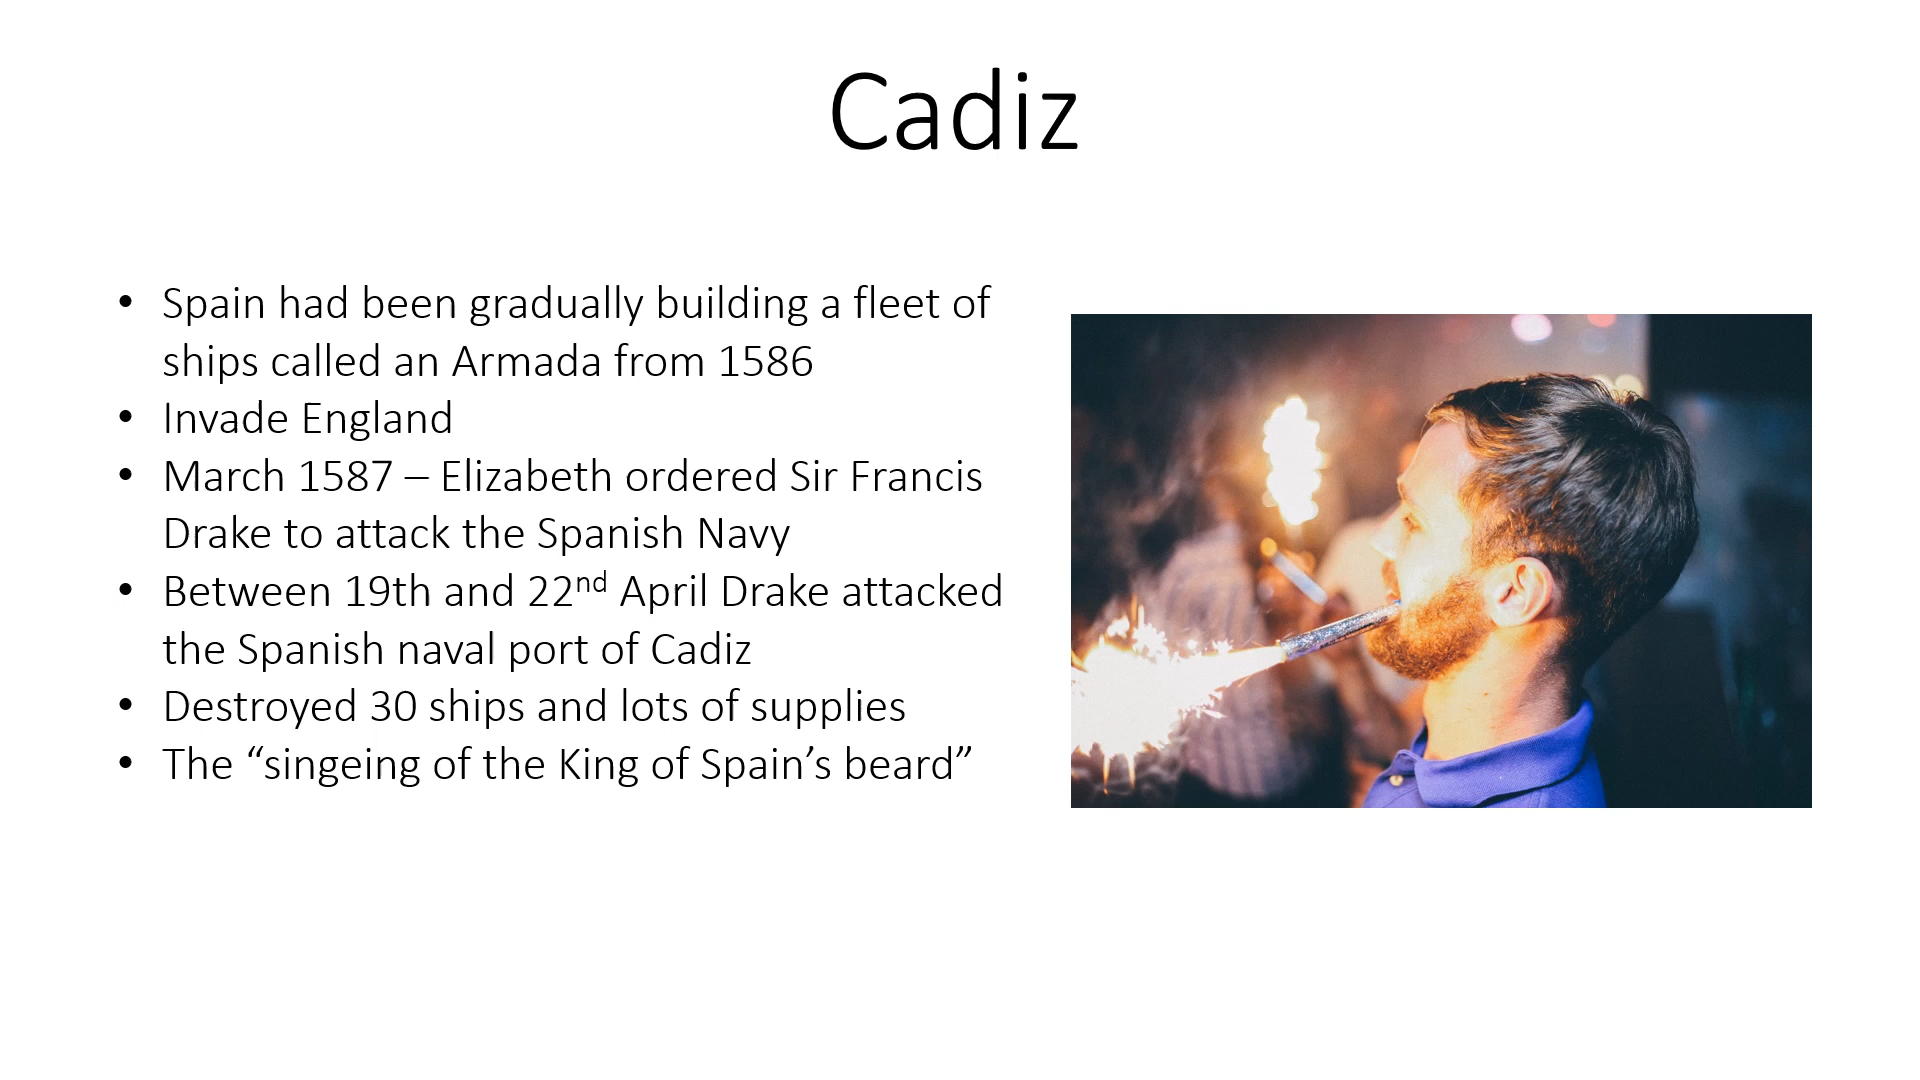 Cadiz
• Spain had been gradually building a fleet of
ships called an Armada from 1586
• Invade England
• March 1587 – Elizabeth ordered Sir Francis
Drake to attack the Spanish Navy
• Between 19th and 22nd April Drake attacked
the Spanish naval port of Cadiz
• Destroyed 30 ships and lots of supplies
• The “singeing of the King of Spain’s beard”